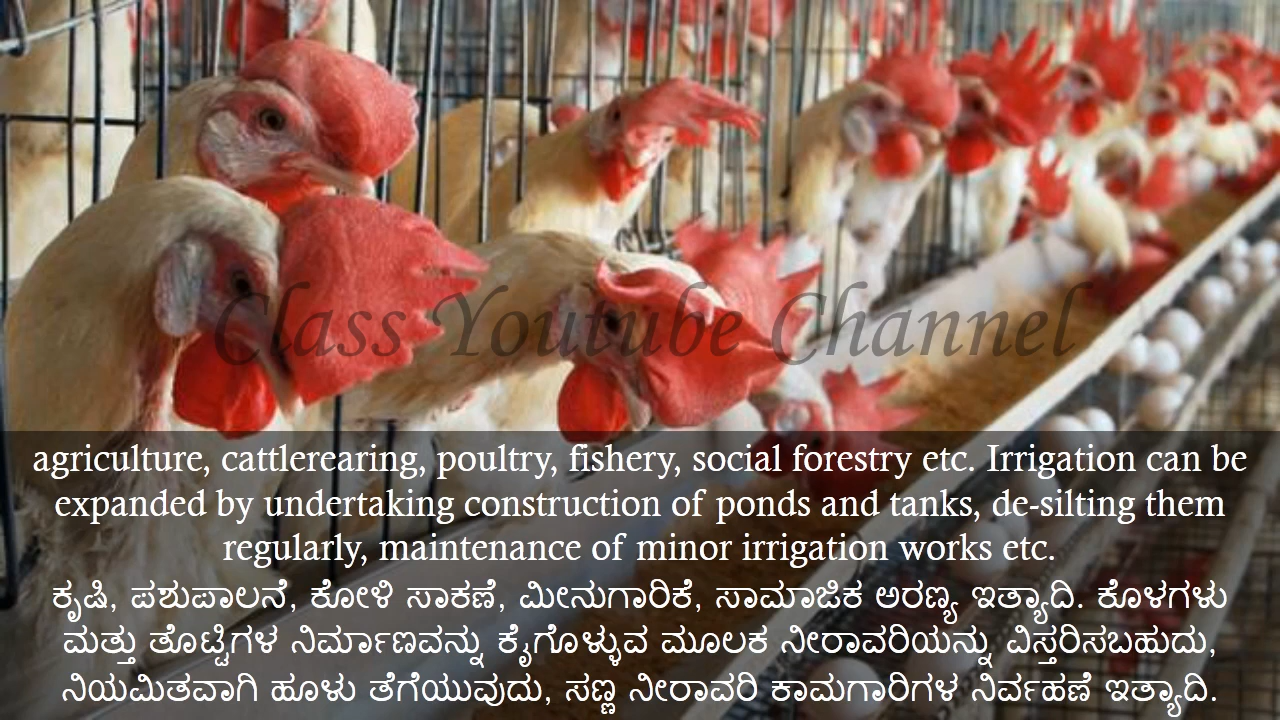 Class Youtube Channel
agriculture, cattlerearing, poultry, fishery, social forestry etc. Irrigation can be
expanded by undertaking construction of ponds and tanks, de-silting them
regularly, maintenance of minor irrigation works etc.
ಕೃಷಿ, ಪಶುಪಾಲನೆ, ಕೋಳಿ ಸಾಕಣೆ, ಮೀನುಗಾರಿಕೆ, ಸಾಮಾಜಿಕ ಅರಣ್ಯ ಇತ್ಯಾದಿ. ಕೊಳಗಳು
ಮತ್ತು ತೊಟ್ಟಿಗಳ ನಿರ್ಮಾಣವನ್ನು ಕೈಗೊಳ್ಳುವ ಮೂಲಕ ನೀರಾವರಿಯನ್ನು ವಿಸ್ತರಿಸಬಹುದು,
ನಿಯಮಿತವಾಗಿ ಹೂಳು ತೆಗೆಯುವುದು, ಸಣ್ಣ ನೀರಾವರಿ ಕಾಮಗಾರಿಗಳ ನಿರ್ವಹಣೆ ಇತ್ಯಾದಿ.